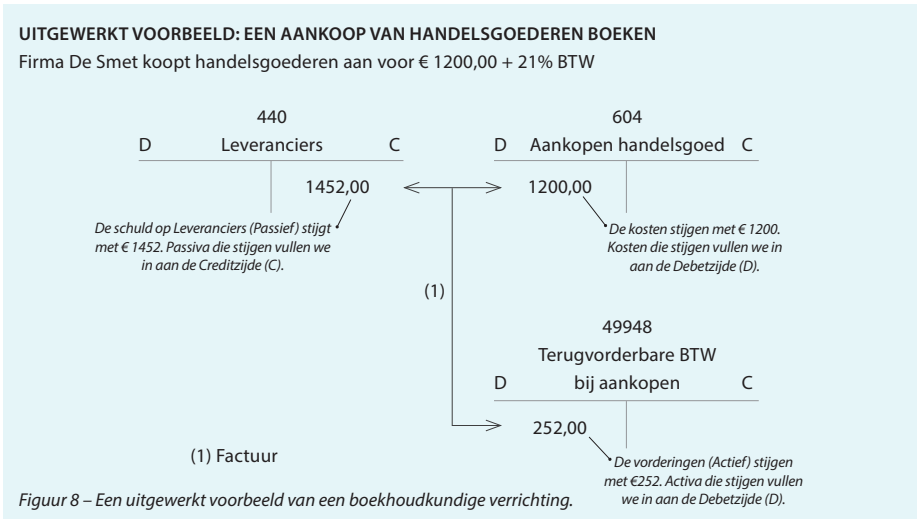 UITGEWERKT VOORBEELD: EEN AANKOOP VAN HANDELSGOEDEREN BOEKEN
Firma De Smet koopt handelsgoederen aan voor € 1200,00 + 21% BTW
440
D Leveranciers C
1452,00
De schuld op Leveranciers (Passief) stijgt
met € 1452. Passiva die stijgen vullen we
in aan de Creditzijde (C).
604
D Aankopen handelsgoed C
1200,00
De kosten stijgen met € 1200.
Kosten die stijgen vullen we in
aan de Debetzijde (D).
(1)
49948
Terugvorderbare BTW
D bij aankopen C
252,00
De vorderingen (Actief) stijgen
met €252. Activa die stijgen vullen
we in aan de Debetzijde (D).
(1) Factuur
Figuur 8 – Een uitgewerkt voorbeeld van een boekhoudkundige verrichting.